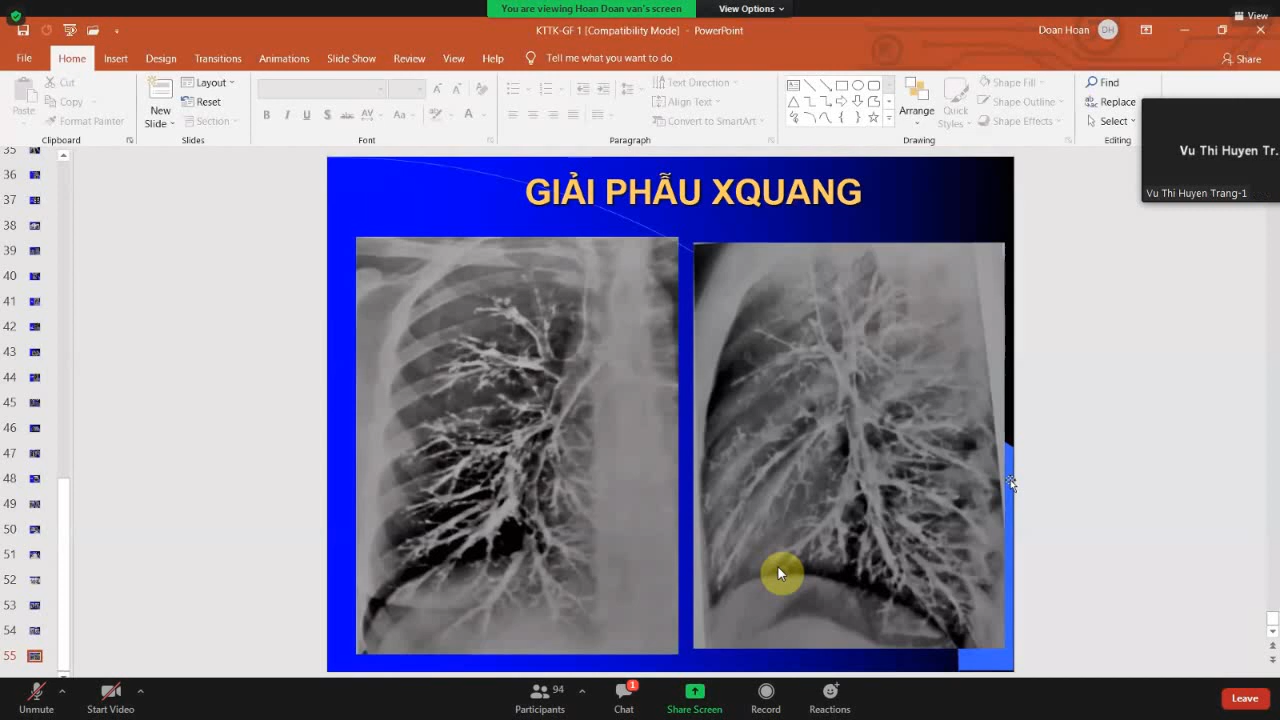 You are viewing Hoan Doan van's screen
View Options
View
KTTK-GF 1 [Compatibility Mode] - PowerPoint
Doan Hoan
DH
File
Home
Insert
Design
Transitions
Animations
Slide Show
Review
View
Help
Tell me what you want to do
Share
Paste
Cut
Copy
Format Painter
Clipboard
New Slide
Layout
Reset
Section
Slides
B I U S abc AV Aa A
Font
Text Direction
Align Text
Convert to SmartArt
Paragraph
Arrange
Quick Styles
Shape Fill
Shape Outline
Shape Effects
Drawing
Find
Replace
Select
Editing
Vu Thi Huyen Tr...
Vu Thi Huyen Trang-1
35
36
37
38
39
40
41
42
43
44
45
46
47
48
49
50
51
52
53
54
55
GIẢI PHẪU XQUANG
Unmute
Start Video
94
Participants
1
Chat
Share Screen
Record
Reactions
Leave